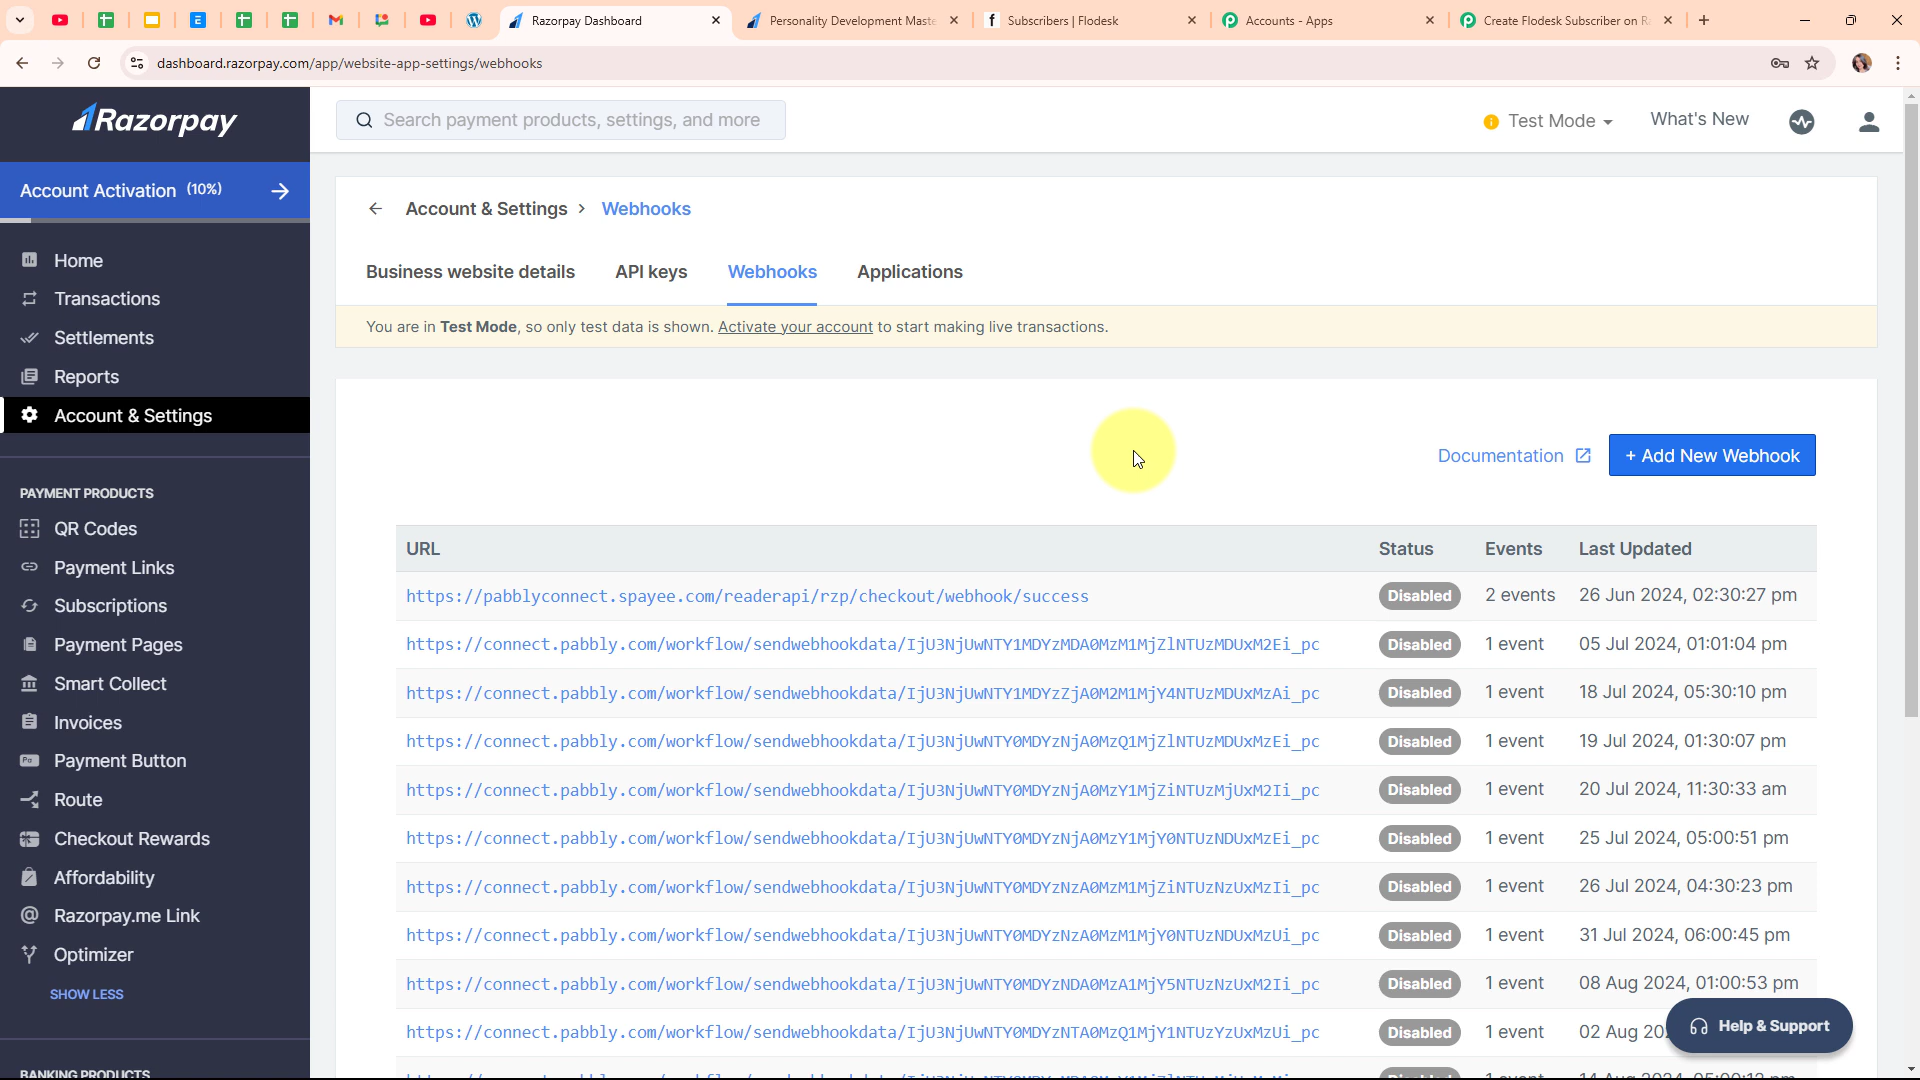 Razorpay Dashboard
Personality Development Maste
Subscribers | Flodesk
Accounts - Apps
Create Flodesk Subscriber on R
dashboard.razorpay.com/app/website-app-settings/webhooks
Razorpay
Search payment products, settings, and more
Test Mode
What's New
Account Activation (10%)
Home
Transactions
Settlements
Reports
Account & Settings
PAYMENT PRODUCTS
QR Codes
Payment Links
Subscriptions
Payment Pages
Smart Collect
Invoices
Payment Button
Route
Checkout Rewards
Affordability
Razorpay.me Link
Optimizer
SHOW LESS
BANKING PRODUCTS
Account & Settings > Webhooks
Business website details API keys Webhooks Applications
You are in Test Mode, so only test data is shown. Activate your account to start making live transactions.
Documentation + Add New Webhook
URL Status Events Last Updated
https://pabblyconnect.spayee.com/readerapi/rzp/checkout/webhook/success Disabled 2 events 26 Jun 2024, 02:30:27 pm
https://connect.pabbly.com/workflow/sendwebhookdata/IjU3NjUwNTY1MDYzMDA0MzM1MjZlNTUzMDUxM2Ei_pc Disabled 1 event 05 Jul 2024, 01:01:04 pm
https://connect.pabbly.com/workflow/sendwebhookdata/IjU3NjUwNTY1MDYzZjA0M2M1MjY4NTUzMDUxMzAi_pc Disabled 1 event 18 Jul 2024, 05:30:10 pm
https://connect.pabbly.com/workflow/sendwebhookdata/IjU3NjUwNTY0MDYzNjA0MzQ1MjZlNTUzMDUxMzEi_pc Disabled 1 event 19 Jul 2024, 01:30:07 pm
https://connect.pabbly.com/workflow/sendwebhookdata/IjU3NjUwNTY0MDYzNjA0MzY1MjZiNTUzMjUxM2Ii_pc Disabled 1 event 20 Jul 2024, 11:30:33 am
https://connect.pabbly.com/workflow/sendwebhookdata/IjU3NjUwNTY0MDYzNjA0MzY1MjY0NTUzNDUxMzEi_pc Disabled 1 event 25 Jul 2024, 05:00:51 pm
https://connect.pabbly.com/workflow/sendwebhookdata/IjU3NjUwNTY0MDYzNzA0MzM1MjZiNTUzNzUxMzIi_pc Disabled 1 event 26 Jul 2024, 04:30:23 pm
https://connect.pabbly.com/workflow/sendwebhookdata/IjU3NjUwNTY0MDYzNzA0MzM1MjY0NTUzNDUxMzUi_pc Disabled 1 event 31 Jul 2024, 06:00:45 pm
https://connect.pabbly.com/workflow/sendwebhookdata/IjU3NjUwNTY0MDYzNDA0MzA1MjY5NTUzNzUxM2Ii_pc Disabled 1 event 08 Aug 2024, 01:00:53 pm
https://connect.pabbly.com/workflow/sendwebhookdata/IjU3NjUwNTY0MDYzNTA0MzQ1MjY1NTUzYzUxMzUi_pc Disabled 1 event 02 Aug 20
Help & Support